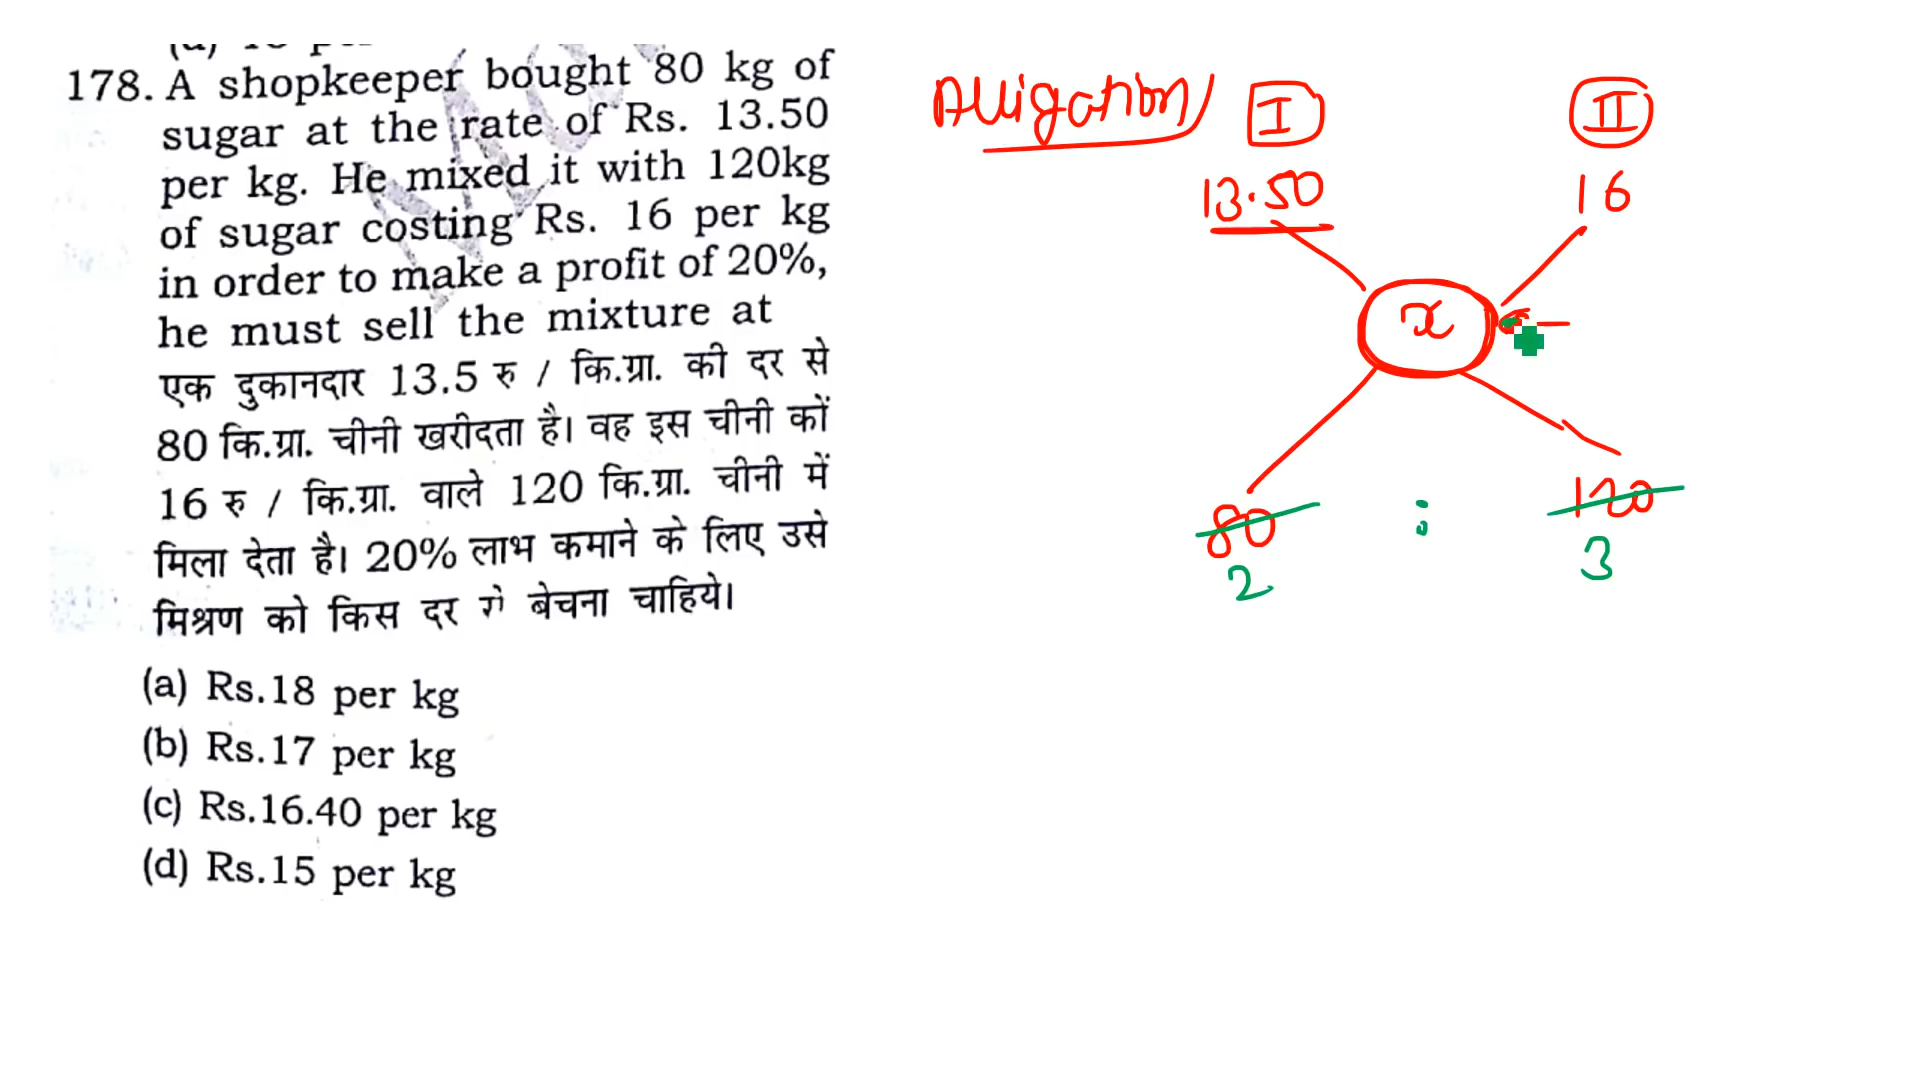 178. A shopkeeper bought 80 kg of
sugar at the rate of Rs. 13.50
per kg. He mixed it with 120kg
of sugar costing Rs. 16 per kg
in order to make a profit of 20%,
he must sell the mixture at
एक दुकानदार 13.5 रु / कि.ग्रा. की दर से
80 कि.ग्रा. चीनी खरीदता है। वह इस चीनी कों
16 रु / कि.ग्रा. वाले 120 कि.ग्रा. चीनी में
मिला देता है। 20% लाभ कमाने के लिए उसे
मिश्रण को किस दर से बेचना चाहिये।
(a) Rs.18 per kg
(b) Rs.17 per kg
(c) Rs.16.40 per kg
(d) Rs.15 per kg
Alligation I II
13.50 16
x
80 : 120
2 3